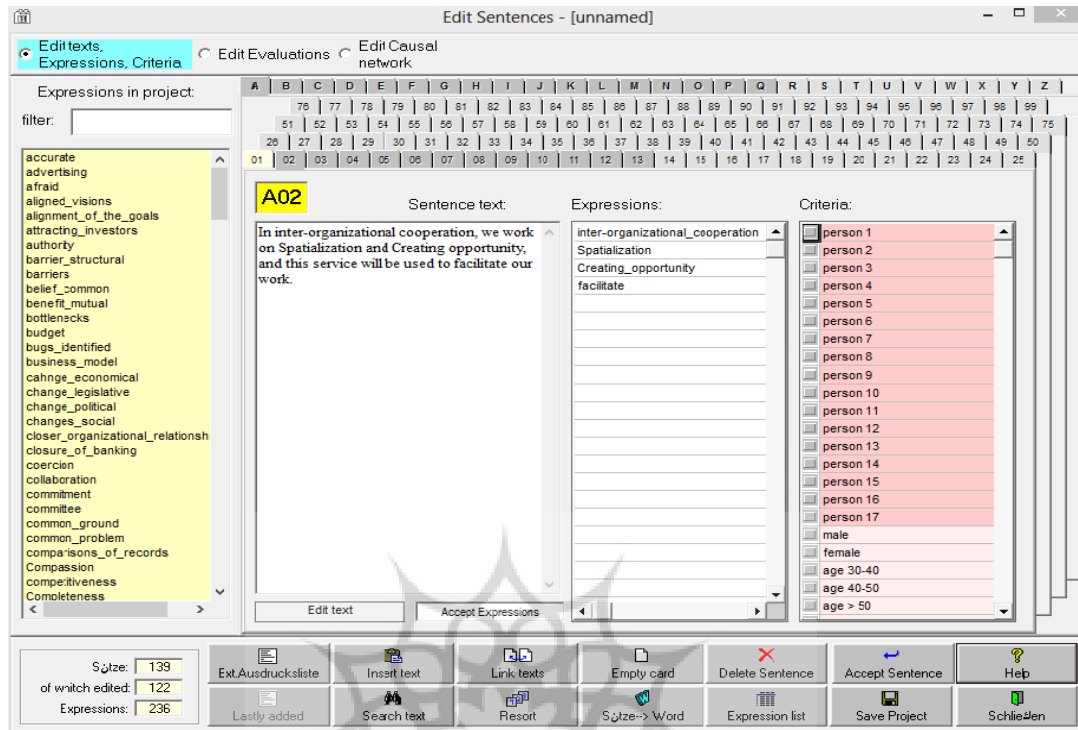 Edit Sentences - [unnamed]
Edit texts, Expressions, Criteria
Edit Evaluations
Edit Causal network
Expressions in project:
filter:
accurate
advertising
afraid
aligned_visions
alignment_of_the_goals
attracting_investors
authority
barrier_structural
barriers
belief_common
benefit_mutual
bottlenecks
budget
bugs_identified
business_model
cahnge_economical
change_legislative
change_political
changes_social
closer_organizational_relationsh
closure_of_banking
coercion
collaboration
commitment
committee
common_ground
common_problem
comparisons_of_records
Compassion
competitiveness
Completeness
A B C D E F G H I J K L M N O P Q R S T U V W X Y Z
76 77 78 79 80 81 82 83 84 85 86 87 88 89 90 91 92 93 94 95 96 97 98 99
51 52 53 54 55 56 57 58 59 60 61 62 63 64 65 66 67 68 69 70 71 72 73 74 75
26 27 28 29 30 31 32 33 34 35 36 37 38 39 40 41 42 43 44 45 46 47 48 49 50
01 02 03 04 05 06 07 08 09 10 11 12 13 14 15 16 17 18 19 20 21 22 23 24 25
A02
Sentence text:
In inter-organizational cooperation, we work
on Spatialization and Creating opportunity,
and this service will be used to facilitate our
work.
Edit text
Accept Expressions
Expressions:
inter-organizational_cooperation
Spatialization
Creating_opportunity
facilitate
Criteria:
person 1
person 2
person 3
person 4
person 5
person 6
person 7
person 8
person 9
person 10
person 11
person 12
person 13
person 14
person 15
person 16
person 17
male
female
age 30-40
age 40-50
age > 50
Sنtze: 139
of which edited: 122
Expressions: 236
Ext.Ausdrucksliste
Insert text
Link texts
Empty card
Delete Sentence
Accept Sentence
Help
Lastly added
Search text
Resort
Sنtze--> Word
Expression list
Save Project